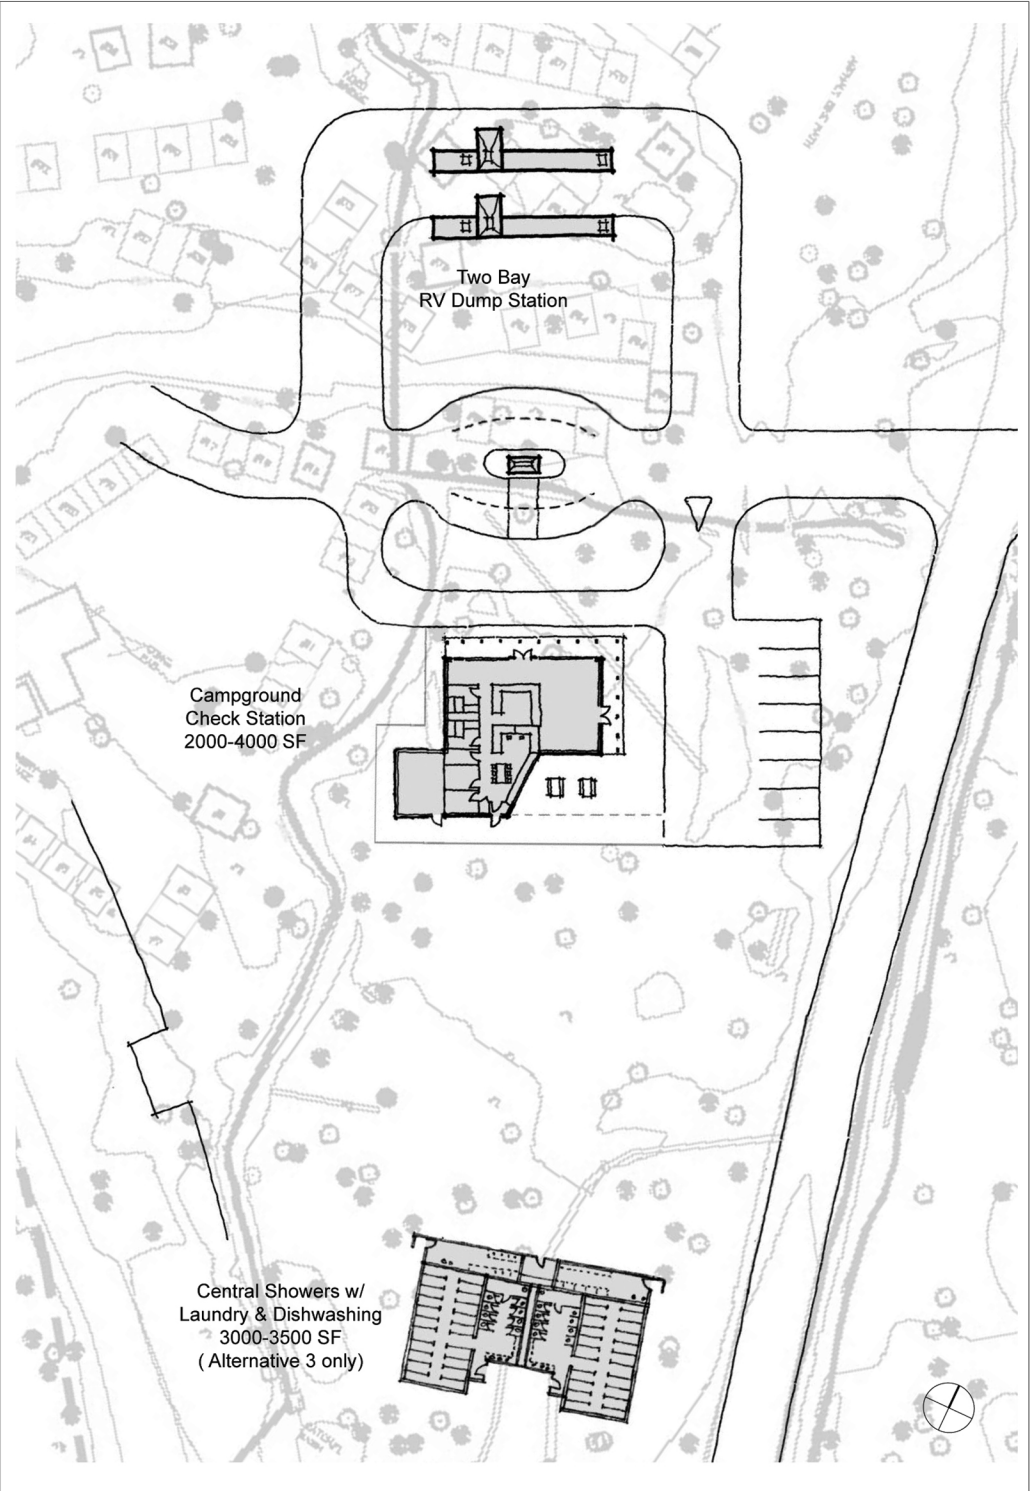 Two Bay
RV Dump Station
Campground
Check Station
2000-4000 SF
Central Showers w/
Laundry & Dishwashing
3000-3500 SF
( Alternative 3 only)